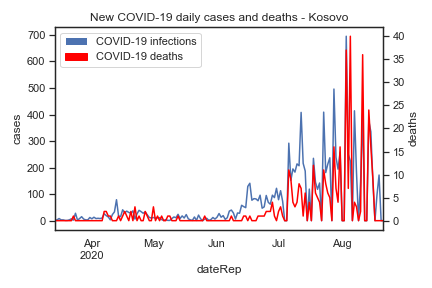 New COVID-19 daily cases and deaths - Kosovo
COVID-19 infections
COVID-19 deaths
700
600
500
400
300
200
100
0
cases
40
35
30
25
20
15
10
5
0
deaths
Apr
2020
May
Jun
Jul
Aug
dateRep